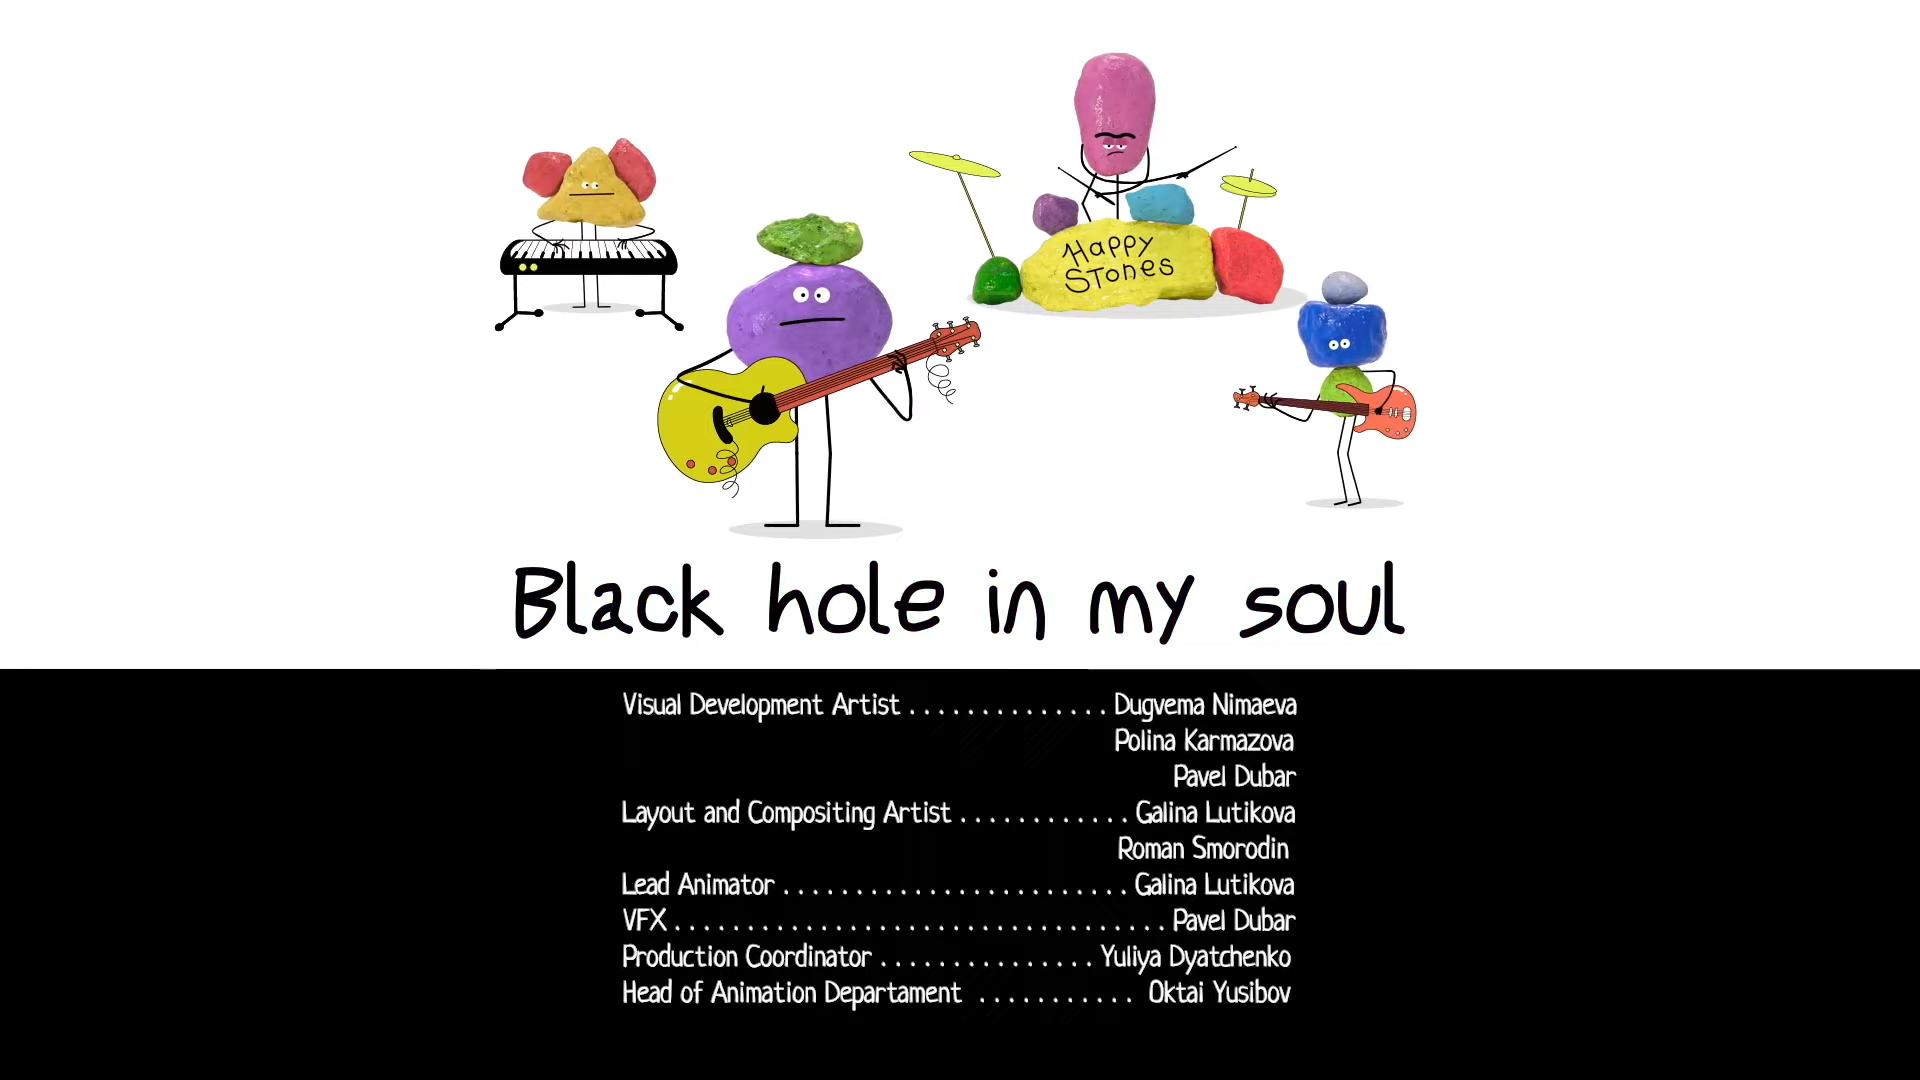 Happy
Stones
Black hole in my soul
Visual Development Artist . . . . . . . . . . . . . . Dugvema Nimaeva
Polina Karmazova
Pavel Dubar
Layout and Compositing Artist . . . . . . . . . . . . Galina Lutikova
Roman Smorodin
Lead Animator . . . . . . . . . . . . . . . . . . . . . . . . Galina Lutikova
VFX . . . . . . . . . . . . . . . . . . . . . . . . . . . . . . . . . . Pavel Dubar
Production Coordinator . . . . . . . . . . . . . . . Yuliya Dyatchenko
Head of Animation Departament . . . . . . . . . . . Oktai Yusibov